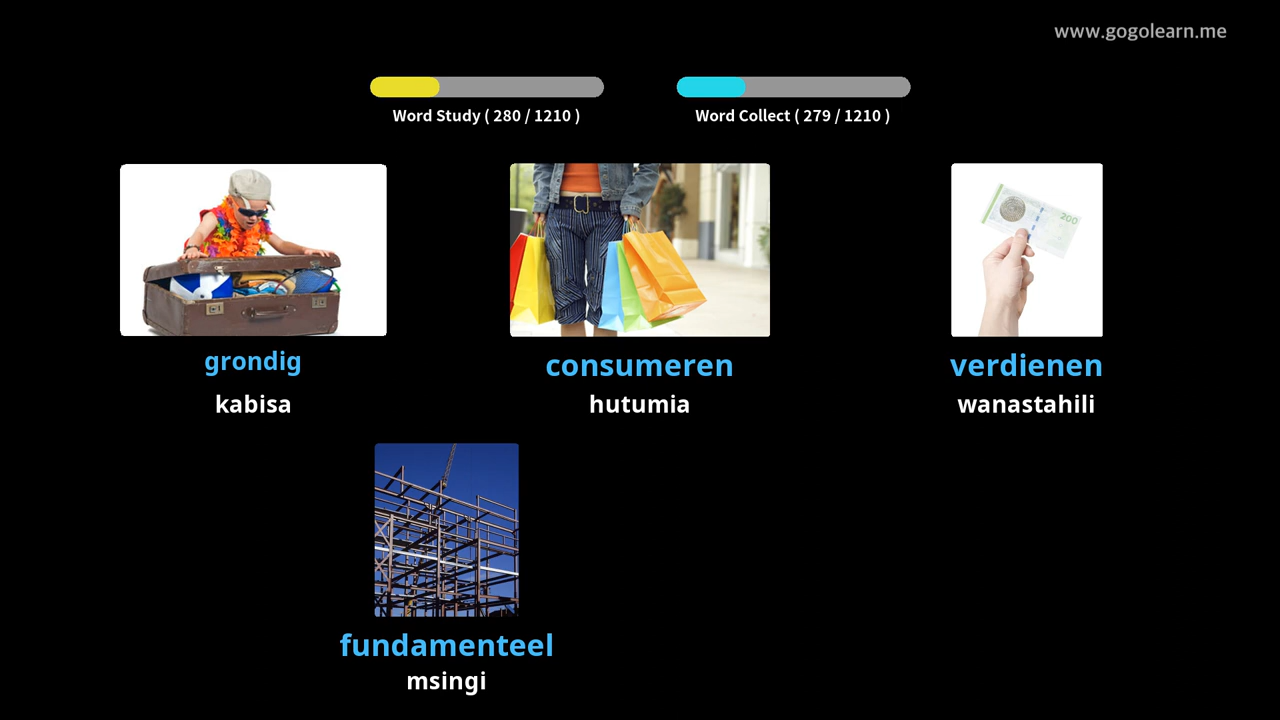 www.gogolearn.me
Word Study ( 280 / 1210 )
Word Collect ( 279 / 1210 )
grondig
kabisa
consumeren
hutumia
200
verdienen
wanastahili
fundamenteel
msingi